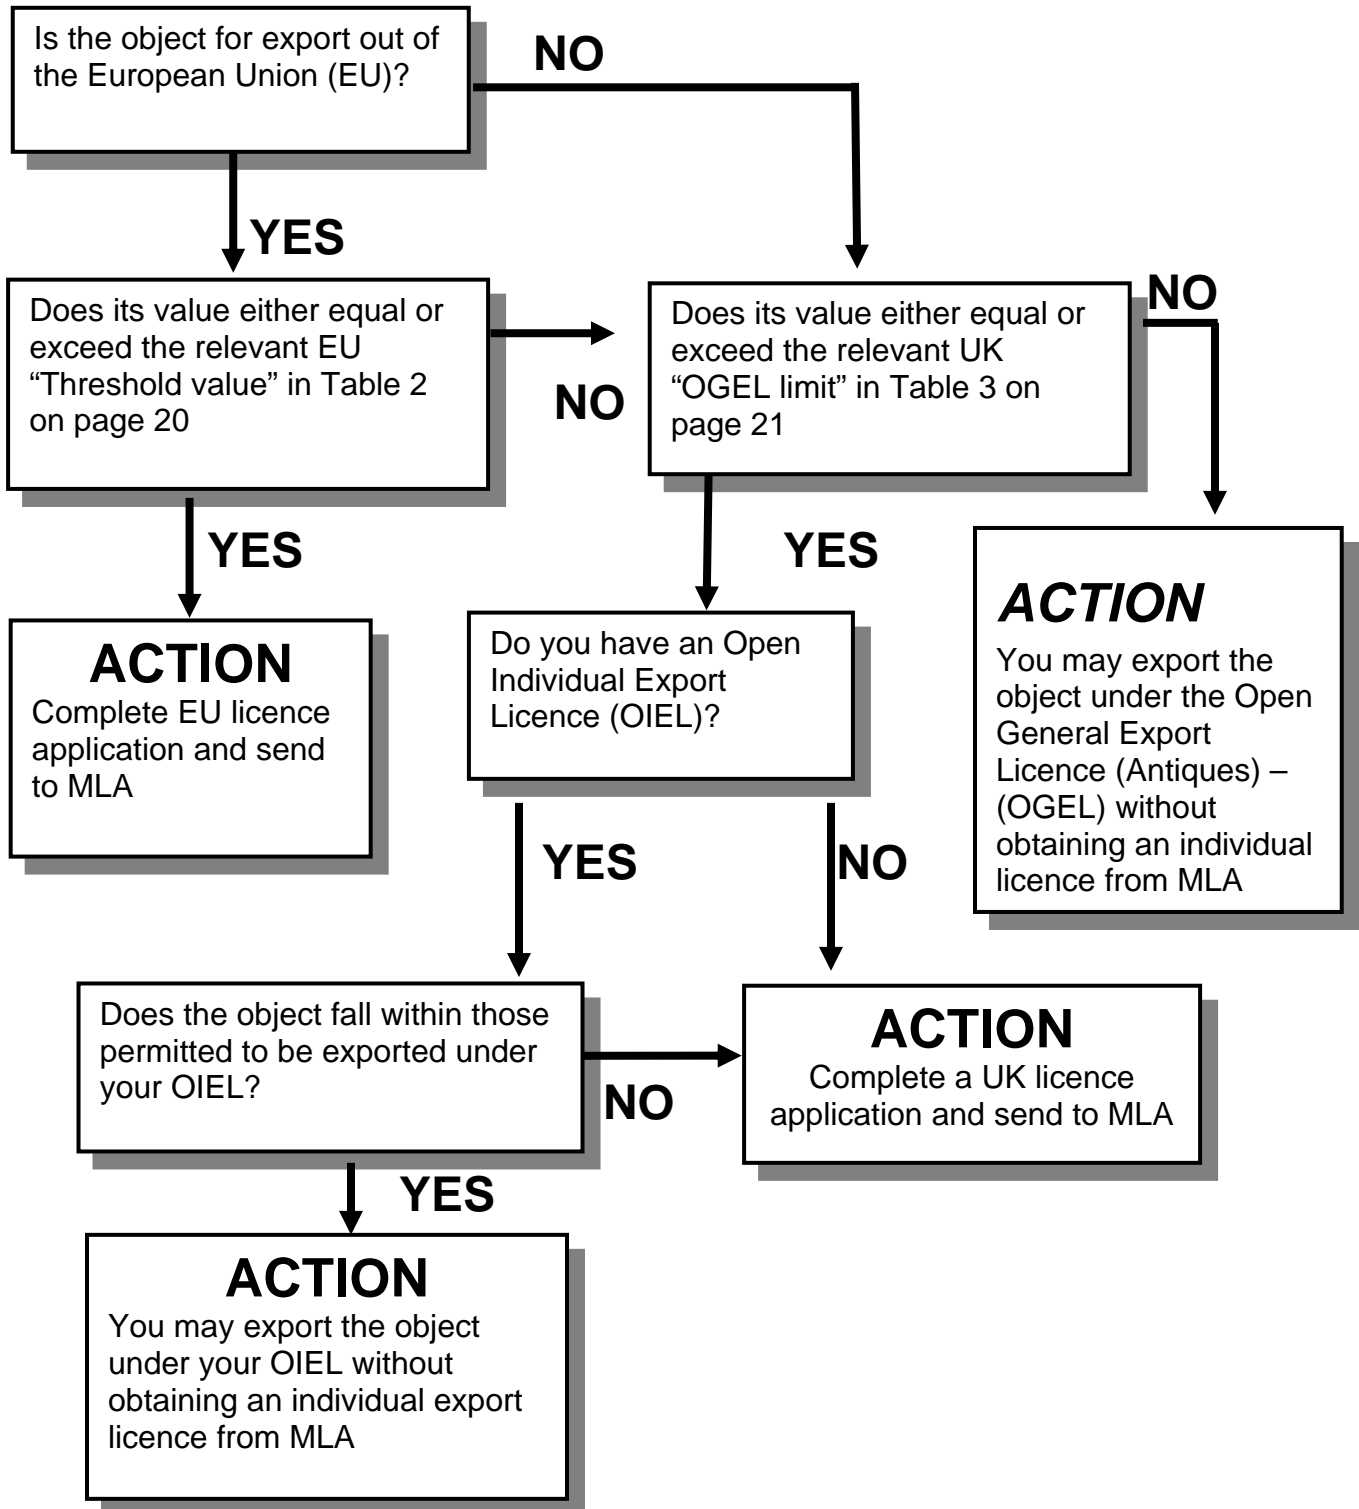 Is the object for export out of
the European Union (EU)?
NO
YES
Does its value either equal or
exceed the relevant EU
“Threshold value” in Table 2
on page 20
NO
Does its value either equal or
exceed the relevant UK
“OGEL limit” in Table 3 on
page 21
NO
YES
YES
ACTION
Complete EU licence
application and send
to MLA
Do you have an Open
Individual Export
Licence (OIEL)?
ACTION
You may export the
object under the Open
General Export
Licence (Antiques) –
(OGEL) without
obtaining an individual
licence from MLA
YES
NO
Does the object fall within those
permitted to be exported under
your OIEL?
NO
ACTION
Complete a UK licence
application and send to MLA
YES
ACTION
You may export the object
under your OIEL without
obtaining an individual export
licence from MLA